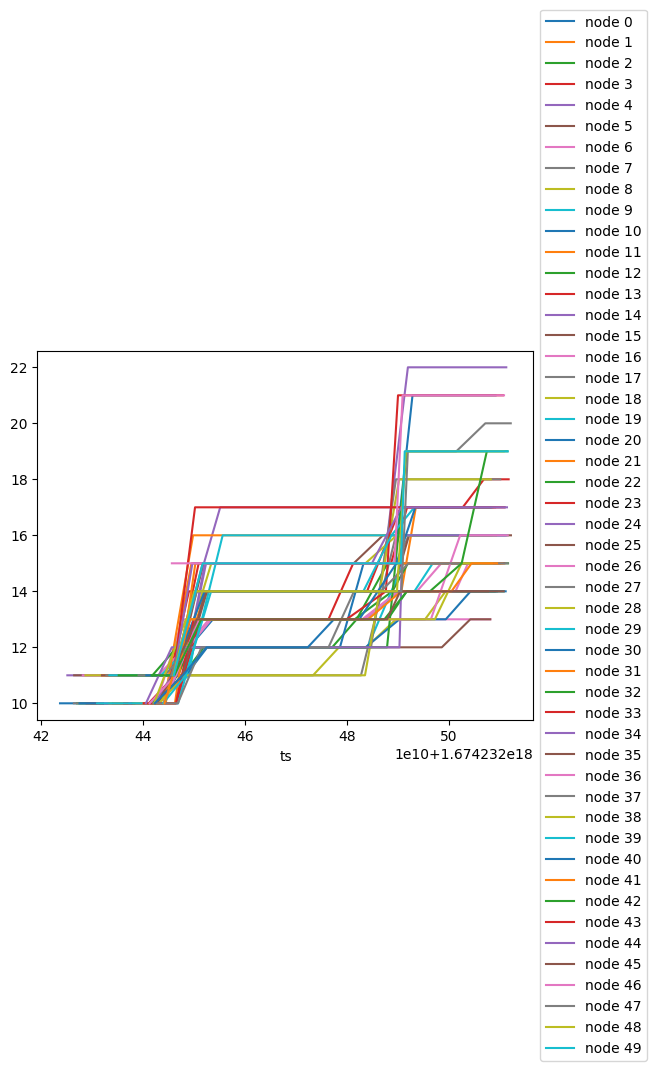 22
20
18
16
14
12
10
42
44
46
48
50
ts
1e10+1.674232e18
node 0
node 1
node 2
node 3
node 4
node 5
node 6
node 7
node 8
node 9
node 10
node 11
node 12
node 13
node 14
node 15
node 16
node 17
node 18
node 19
node 20
node 21
node 22
node 23
node 24
node 25
node 26
node 27
node 28
node 29
node 30
node 31
node 32
node 33
node 34
node 35
node 36
node 37
node 38
node 39
node 40
node 41
node 42
node 43
node 44
node 45
node 46
node 47
node 48
node 49